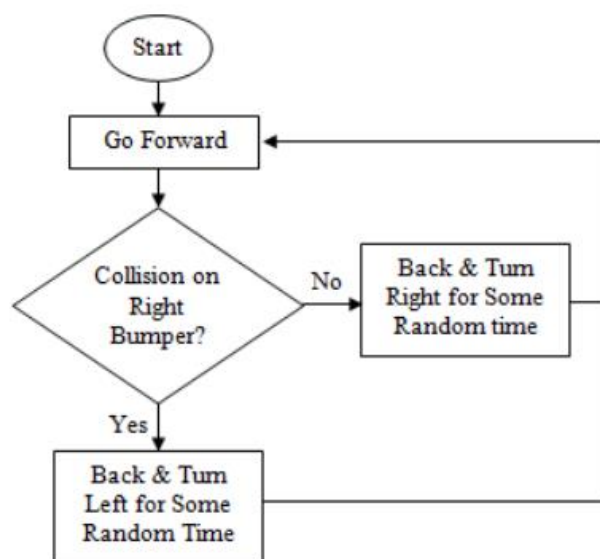 Start
Go Forward
Collision on
Right
Bumper?
No
Back & Turn
Right for Some
Random time
Yes
Back & Turn
Left for Some
Random Time